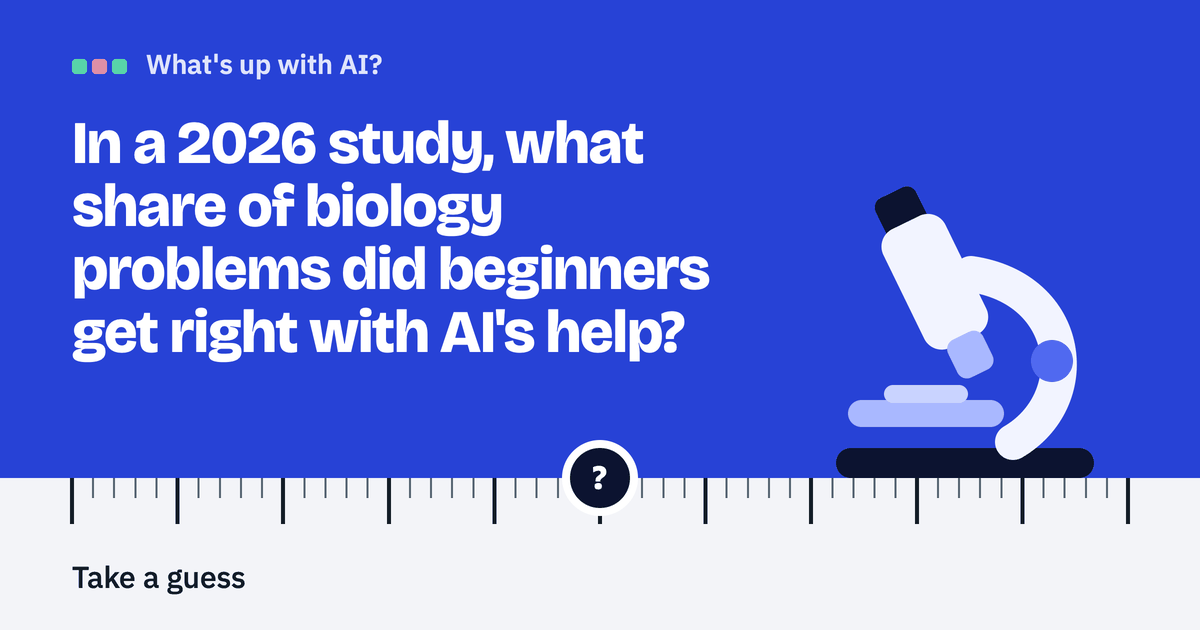 What's up with AI?
In a 2026 study, what
share of biology
problems did beginners
get right with AI's help?
?
Take a guess